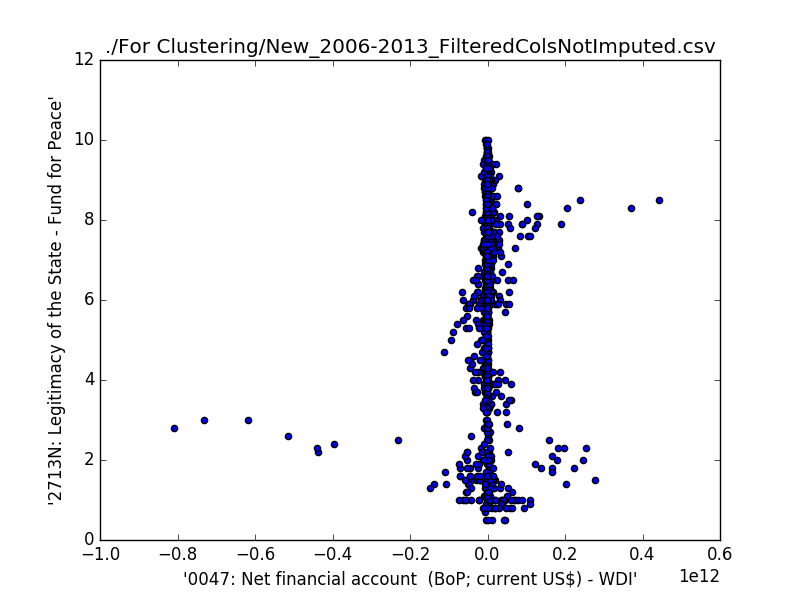 ./For Clustering/New_2006-2013_FilteredColsNotImputed.csv
12
10
8
6
4
2
0
'2713N: Legitimacy of the State - Fund for Peace'
−1.0 −0.8 −0.6 −0.4 −0.2 0.0 0.2 0.4 0.6
1e12
'0047: Net financial account  (BoP; current US$) - WDI'